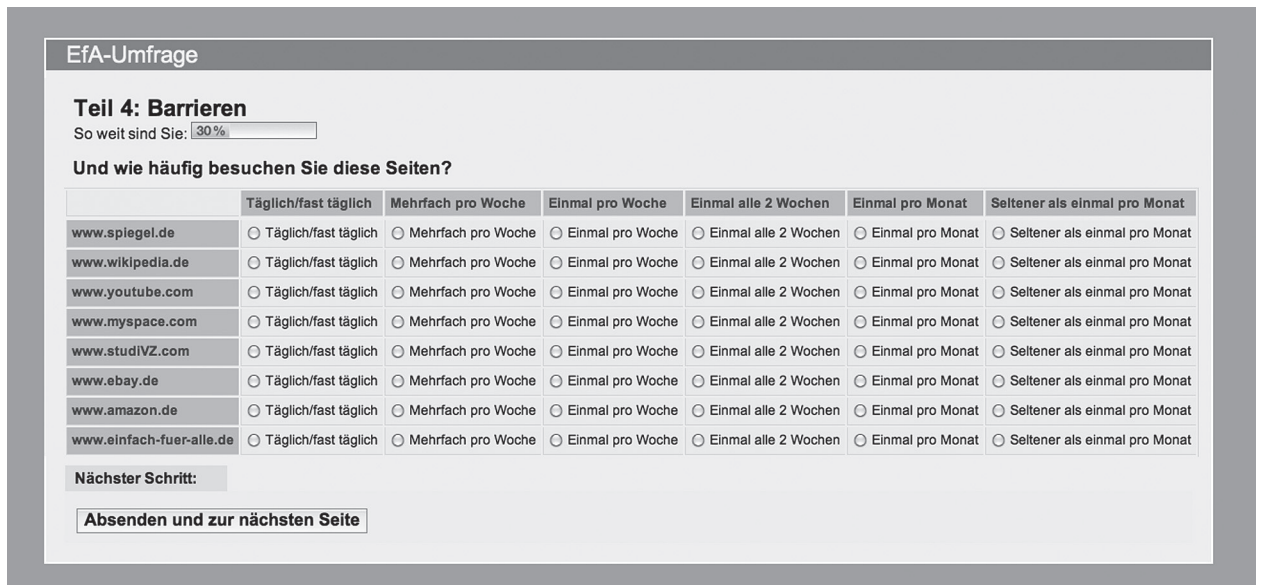 EfA-Umfrage
Teil 4: Barrieren
So weit sind Sie: 30%
Und wie häufig besuchen Sie diese Seiten?
Täglich/fast täglich Mehrfach pro Woche Einmal pro Woche Einmal alle 2 Wochen Einmal pro Monat Seltener als einmal pro Monat
www.spiegel.de Täglich/fast täglich Mehrfach pro Woche Einmal pro Woche Einmal alle 2 Wochen Einmal pro Monat Seltener als einmal pro Monat
www.wikipedia.de Täglich/fast täglich Mehrfach pro Woche Einmal pro Woche Einmal alle 2 Wochen Einmal pro Monat Seltener als einmal pro Monat
www.youtube.com Täglich/fast täglich Mehrfach pro Woche Einmal pro Woche Einmal alle 2 Wochen Einmal pro Monat Seltener als einmal pro Monat
www.myspace.com Täglich/fast täglich Mehrfach pro Woche Einmal pro Woche Einmal alle 2 Wochen Einmal pro Monat Seltener als einmal pro Monat
www.studiVZ.com Täglich/fast täglich Mehrfach pro Woche Einmal pro Woche Einmal alle 2 Wochen Einmal pro Monat Seltener als einmal pro Monat
www.ebay.de Täglich/fast täglich Mehrfach pro Woche Einmal pro Woche Einmal alle 2 Wochen Einmal pro Monat Seltener als einmal pro Monat
www.amazon.de Täglich/fast täglich Mehrfach pro Woche Einmal pro Woche Einmal alle 2 Wochen Einmal pro Monat Seltener als einmal pro Monat
www.einfach-fuer-alle.de Täglich/fast täglich Mehrfach pro Woche Einmal pro Woche Einmal alle 2 Wochen Einmal pro Monat Seltener als einmal pro Monat
Nächster Schritt:
Absenden und zur nächsten Seite